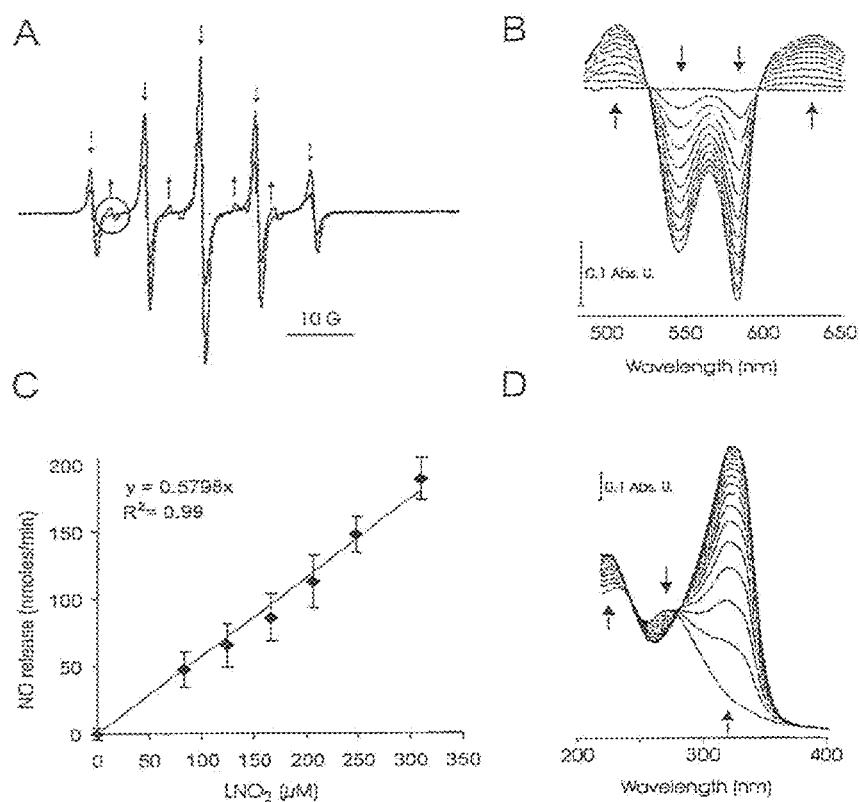 A
10 G
B
0.1 Abs. U.
500 550 600 650
Wavelength (nm)
C
200
150
100
50
0
y = 0.5798x
R²= 0.99
NO release (nmoles/min)
0 50 100 150 200 250 300 350
LNO₂ (µM)
D
0.1 Abs. U.
200 300 400
Wavelength (nm)